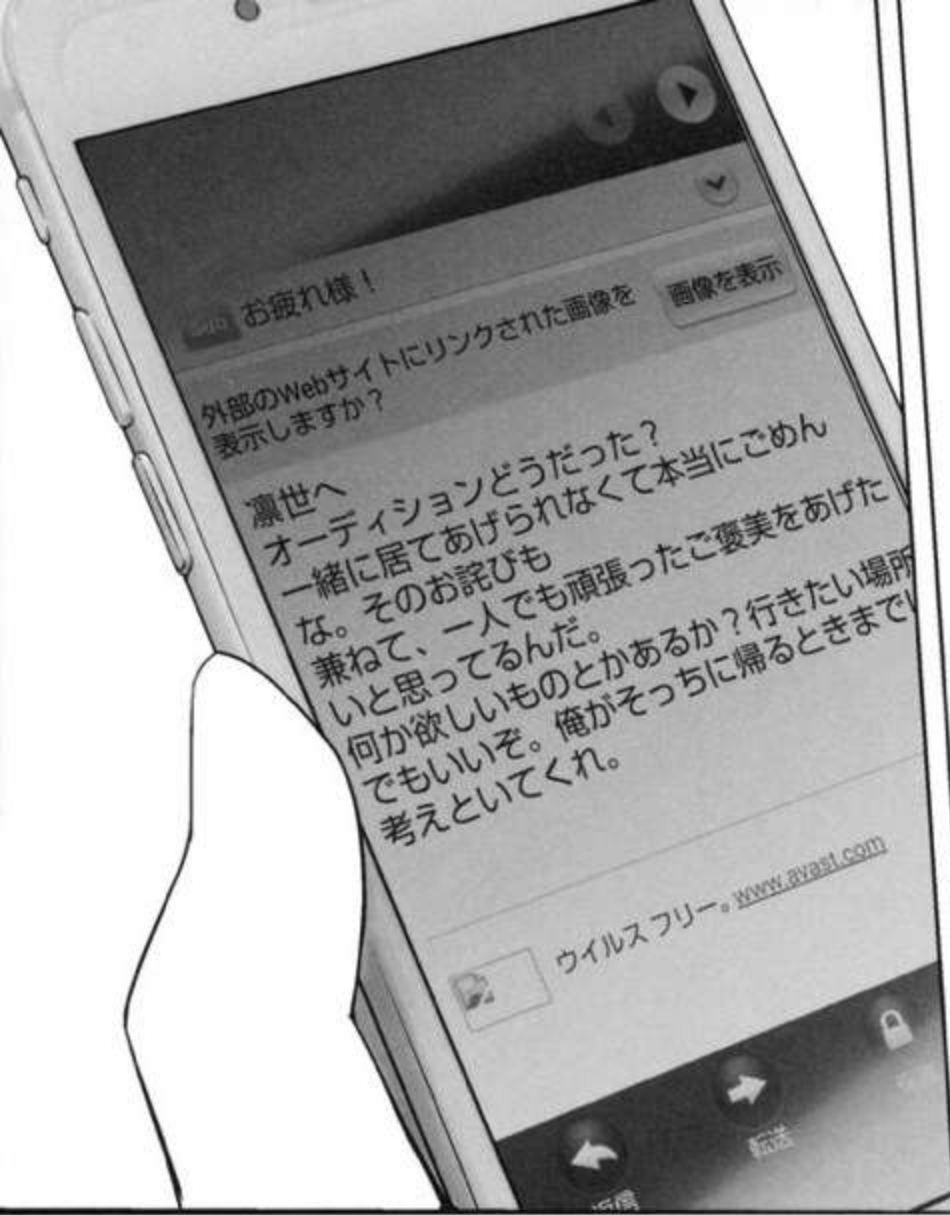 お疲れ様！
外部のWebサイトにリンクされた画像を
表示しますか？
画像を表示
凛世へ
オーディションどうだった？
一緒に居てあげられなくて本当にごめん
な。そのお詫びも
兼ねて、一人でも頑張ったご褒美をあげた
いと思ってるんだ。
何か欲しいものとかあるか？行きたい場所
でもいいぞ。俺がそっちに帰るときまでに
考えといてくれ。
ウイルス フリー。www.avast.com
返信
転送